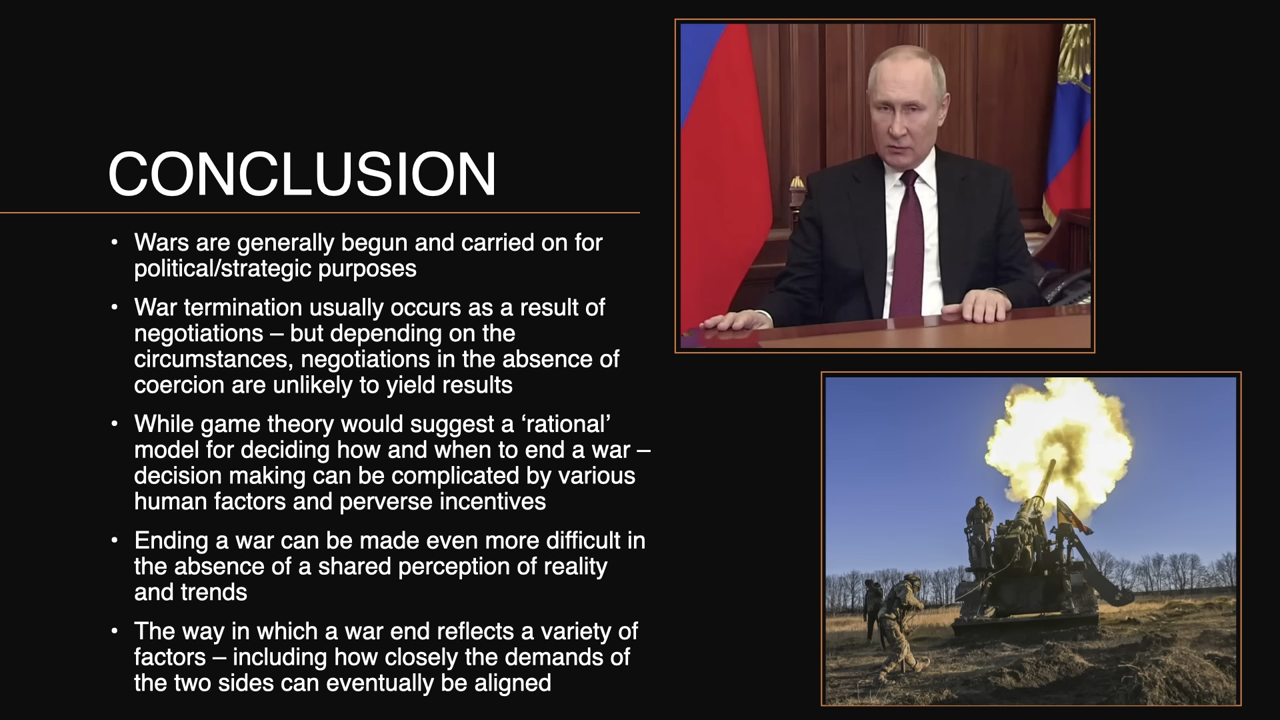 CONCLUSION
• Wars are generally begun and carried on for
political/strategic purposes
• War termination usually occurs as a result of
negotiations – but depending on the
circumstances, negotiations in the absence of
coercion are unlikely to yield results
• While game theory would suggest a ‘rational’
model for deciding how and when to end a war –
decision making can be complicated by various
human factors and perverse incentives
• Ending a war can be made even more difficult in
the absence of a shared perception of reality
and trends
• The way in which a war end reflects a variety of
factors – including how closely the demands of
the two sides can eventually be aligned